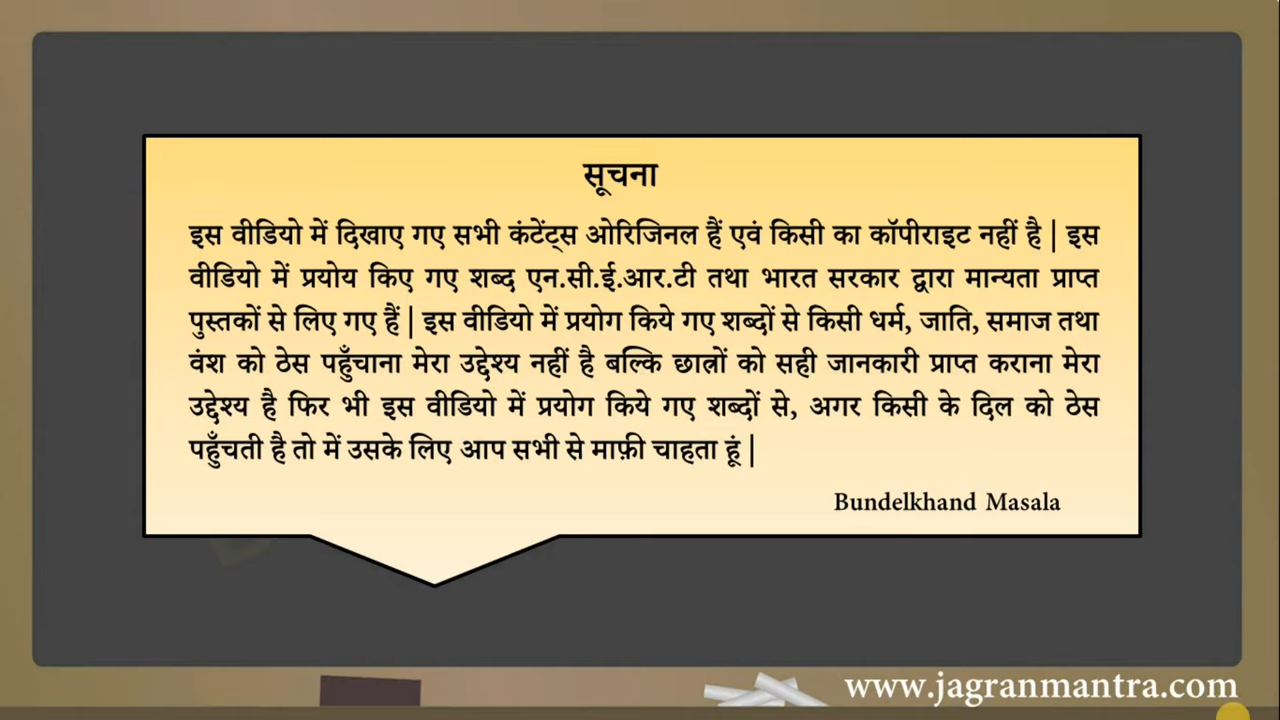 सूचना
इस वीडियो में दिखाए गए सभी कंटेंट्स ओरिजिनल हैं एवं किसी का कॉपीराइट नहीं है | इस
वीडियो में प्रयोय किए गए शब्द एन.सी.ई.आर.टी तथा भारत सरकार द्वारा मान्यता प्राप्त
पुस्तकों से लिए गए हैं | इस वीडियो में प्रयोग किये गए शब्दों से किसी धर्म, जाति, समाज तथा
वंश को ठेस पहुँचाना मेरा उद्देश्य नहीं है बल्कि छात्रों को सही जानकारी प्राप्त कराना मेरा
उद्देश्य है फिर भी इस वीडियो में प्रयोग किये गए शब्दों से, अगर किसी के दिल को ठेस
पहुँचती है तो में उसके लिए आप सभी से माफ़ी चाहता हूं |
Bundelkhand Masala
www.jagranmantra.com